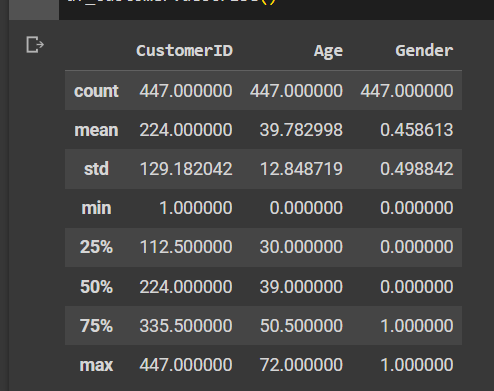 CustomerID Age Gender
count 447.000000 447.000000 447.000000
mean 224.000000 39.782998 0.458613
std 129.182042 12.848719 0.498842
min 1.000000 0.000000 0.000000
25% 112.500000 30.000000 0.000000
50% 224.000000 39.000000 0.000000
75% 335.500000 50.500000 1.000000
max 447.000000 72.000000 1.000000